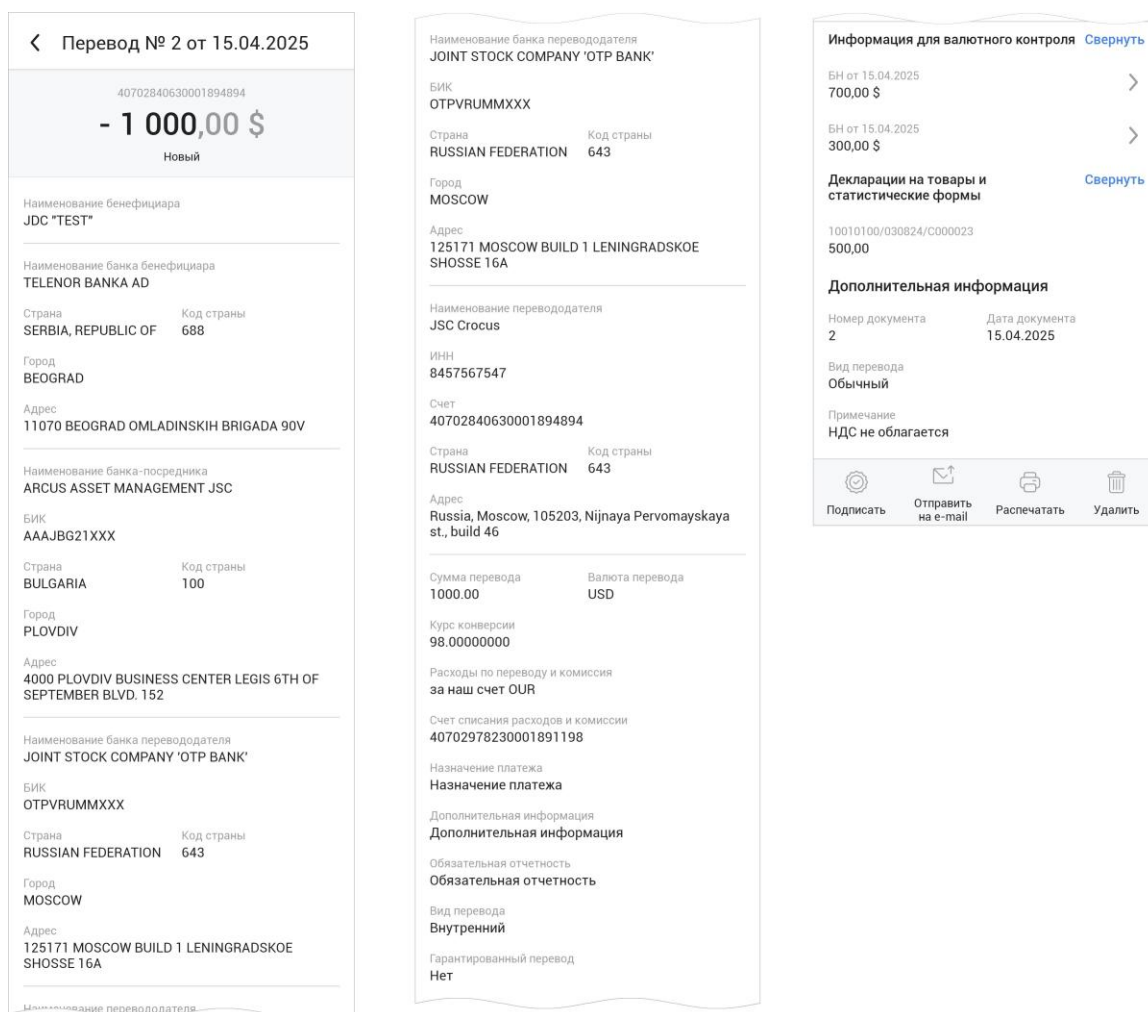 Перевод № 2 от 15.04.2025
40702840630001894894
- 1 000,00 $
Новый
Наименование бенефициара
JDC "TEST"
Наименование банка бенефициара
TELENOR BANKA AD
Страна Код страны
SERBIA, REPUBLIC OF 688
Город
BEOGRAD
Адрес
11070 BEOGRAD OMLADINSKIH BRIGADA 90V
Наименование банка-посредника
ARCUS ASSET MANAGEMENT JSC
БИК
AAAJBG21XXX
Страна Код страны
BULGARIA 100
Город
PLOVDIV
Адрес
4000 PLOVDIV BUSINESS CENTER LEGIS 6TH OF
SEPTEMBER BLVD. 152
Наименование банка перевододателя
JOINT STOCK COMPANY 'OTP BANK'
БИК
OTPVRUMMXXX
Страна Код страны
RUSSIAN FEDERATION 643
Город
MOSCOW
Адрес
125171 MOSCOW BUILD 1 LENINGRADSKOE
SHOSSE 16A
Наименование перевододателя
Наименование банка перевододателя
JOINT STOCK COMPANY 'OTP BANK'
БИК
OTPVRUMMXXX
Страна Код страны
RUSSIAN FEDERATION 643
Город
MOSCOW
Адрес
125171 MOSCOW BUILD 1 LENINGRADSKOE
SHOSSE 16A
Наименование перевододателя
JSC Crocus
ИНН
8457567547
Счет
40702840630001894894
Страна Код страны
RUSSIAN FEDERATION 643
Адрес
Russia, Moscow, 105203, Nijnaya Pervomayskaya
st., build 46
Сумма перевода Валюта перевода
1000.00 USD
Курс конверсии
98.00000000
Расходы по переводу и комиссия
за наш счет OUR
Счет списания расходов и комиссии
40702978230001891198
Назначение платежа
Назначение платежа
Дополнительная информация
Дополнительная информация
Обязательная отчетность
Обязательная отчетность
Вид перевода
Внутренний
Гарантированный перевод
Нет
Информация для валютного контроля Свернуть
БН от 15.04.2025
700,00 $
БН от 15.04.2025
300,00 $
Декларации на товары и Свернуть
статистические формы
10010100/030824/С000023
500,00
Дополнительная информация
Номер документа Дата документа
2 15.04.2025
Вид перевода
Обычный
Примечание
НДС не облагается
Подписать Отправить Распечатать Удалить
на e-mail